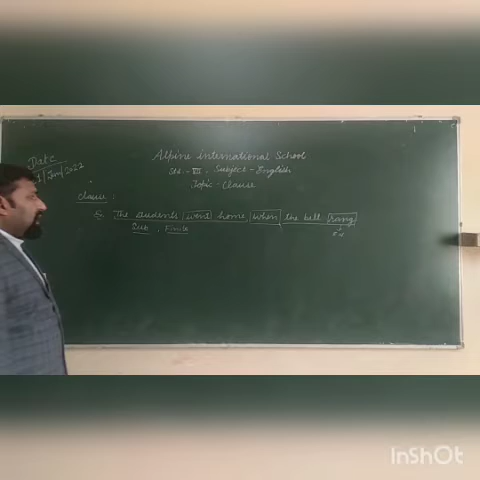 Alpine international School
Std. - VII, Subject - English
Topic - Clause
Date
/Jan/2022
Clause :
The students went home, when the bell rang
Sub , Finite
F.V
InShOt